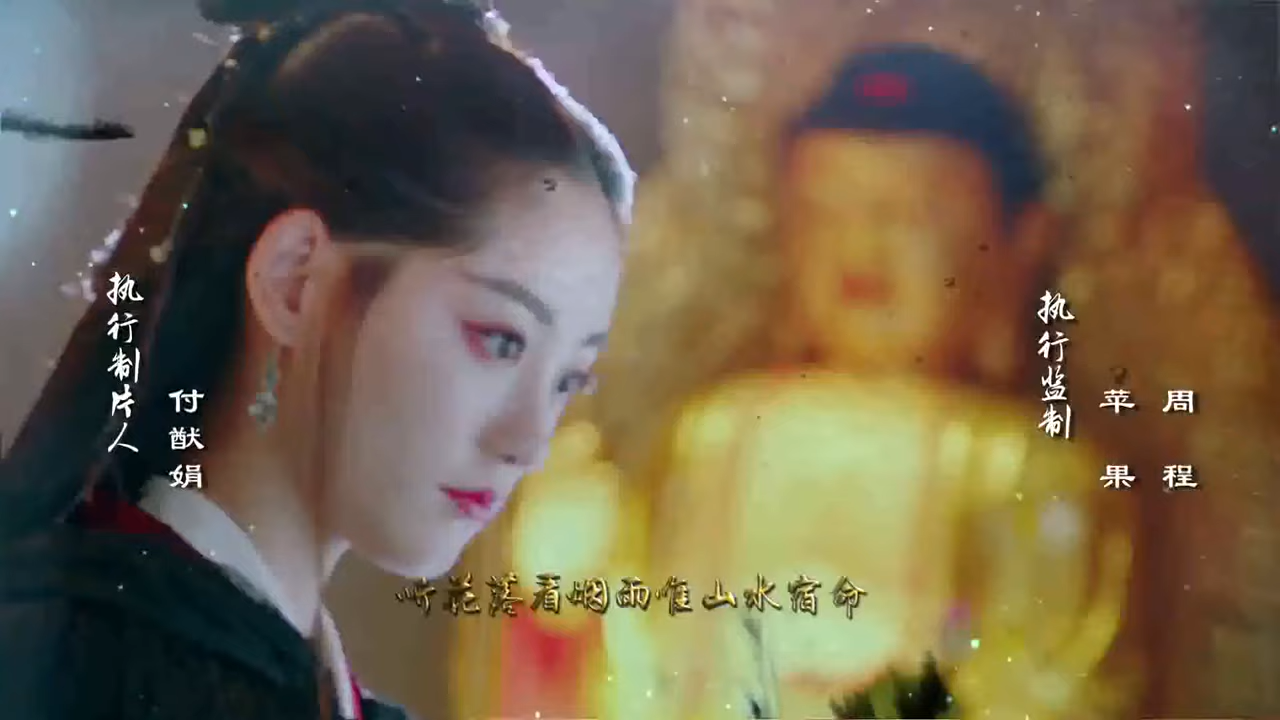 执行制片人
付猷娟
执行监制
周程
苹果
听花落看烟雨惟山水宿命